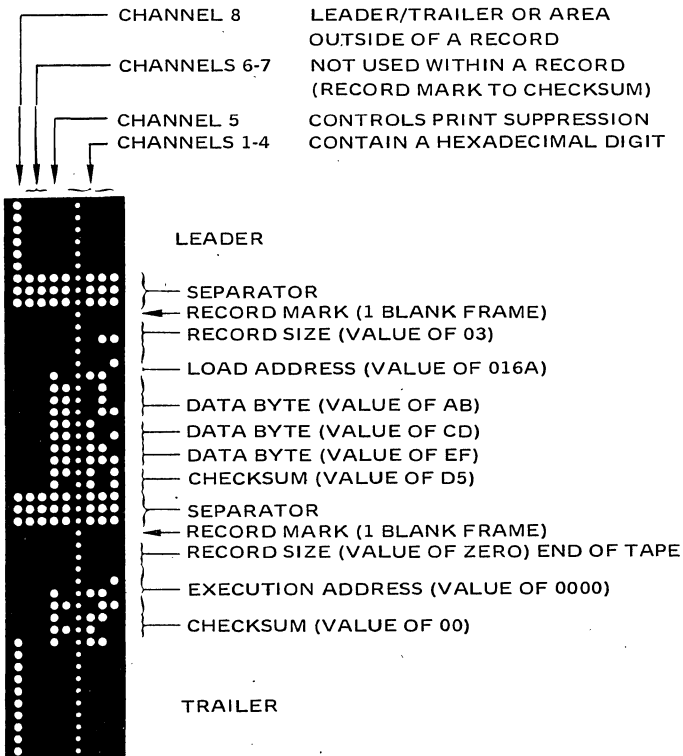 CHANNEL 8 LEADER/TRAILER OR AREA
OUTSIDE OF A RECORD
CHANNELS 6-7 NOT USED WITHIN A RECORD
(RECORD MARK TO CHECKSUM)
CHANNEL 5 CONTROLS PRINT SUPPRESSION
CHANNELS 1-4 CONTAIN A HEXADECIMAL DIGIT
LEADER
SEPARATOR
RECORD MARK (1 BLANK FRAME)
RECORD SIZE (VALUE OF 03)
LOAD ADDRESS (VALUE OF 016A)
DATA BYTE (VALUE OF AB)
DATA BYTE (VALUE OF CD)
DATA BYTE (VALUE OF EF)
CHECKSUM (VALUE OF D5)
SEPARATOR
RECORD MARK (1 BLANK FRAME)
RECORD SIZE (VALUE OF ZERO) END OF TAPE
EXECUTION ADDRESS (VALUE OF 0000)
CHECKSUM (VALUE OF 00)
TRAILER